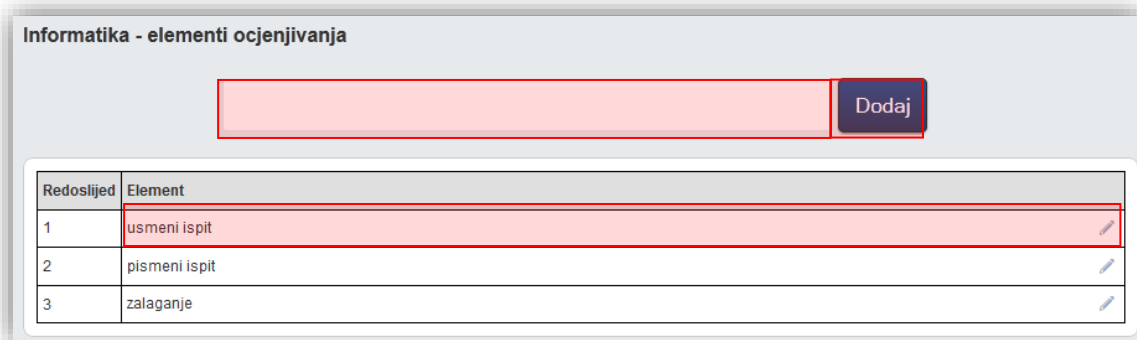 Informatika - elementi ocjenjivanja
Dodaj
Redoslijed Element
1 usmeni ispit
2 pismeni ispit
3 zalaganje